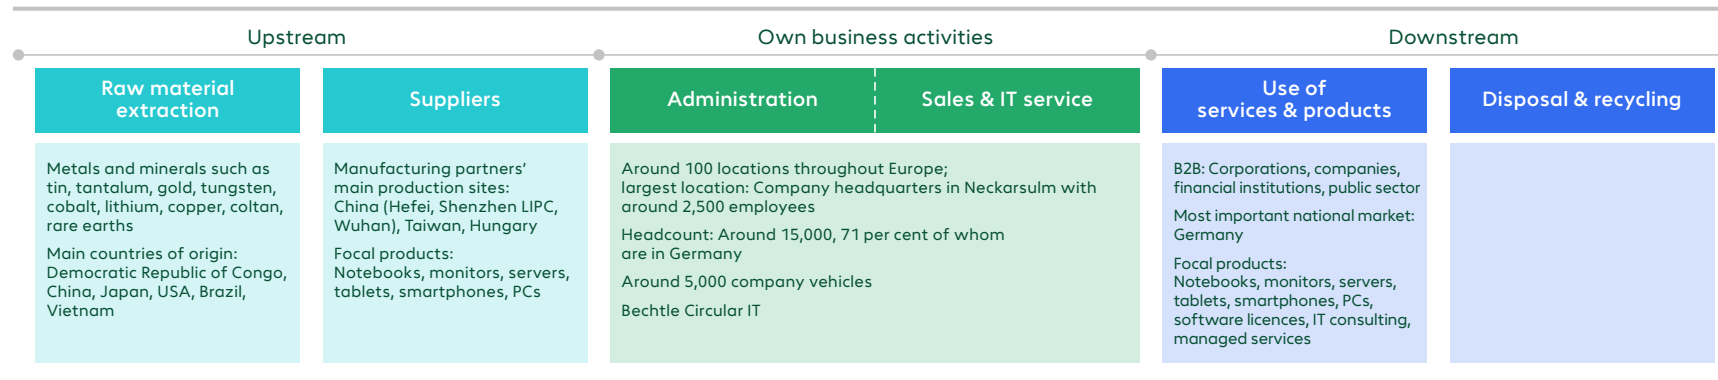 Upstream
Own business activities
Downstream
Raw material
extraction
Suppliers
Administration
Sales & IT service
Use of
services & products
Disposal & recycling
Metals and minerals such as
tin, tantalum, gold, tungsten,
cobalt, lithium, copper, coltan,
rare earths
Main countries of origin:
Democratic Republic of Congo,
China, Japan, USA, Brazil,
Vietnam
Manufacturing partners’
main production sites:
China (Hefei, Shenzhen LIPC,
Wuhan), Taiwan, Hungary
Focal products:
Notebooks, monitors, servers,
tablets, smartphones, PCs
Around 100 locations throughout Europe;
largest location: Company headquarters in Neckarsulm with
around 2,500 employees
Headcount: Around 15,000, 71 per cent of whom
are in Germany
Around 5,000 company vehicles
Bechtle Circular IT
B2B: Corporations, companies,
financial institutions, public sector
Most important national market:
Germany
Focal products:
Notebooks, monitors, servers,
tablets, smartphones, PCs,
software licences, IT consulting,
managed services